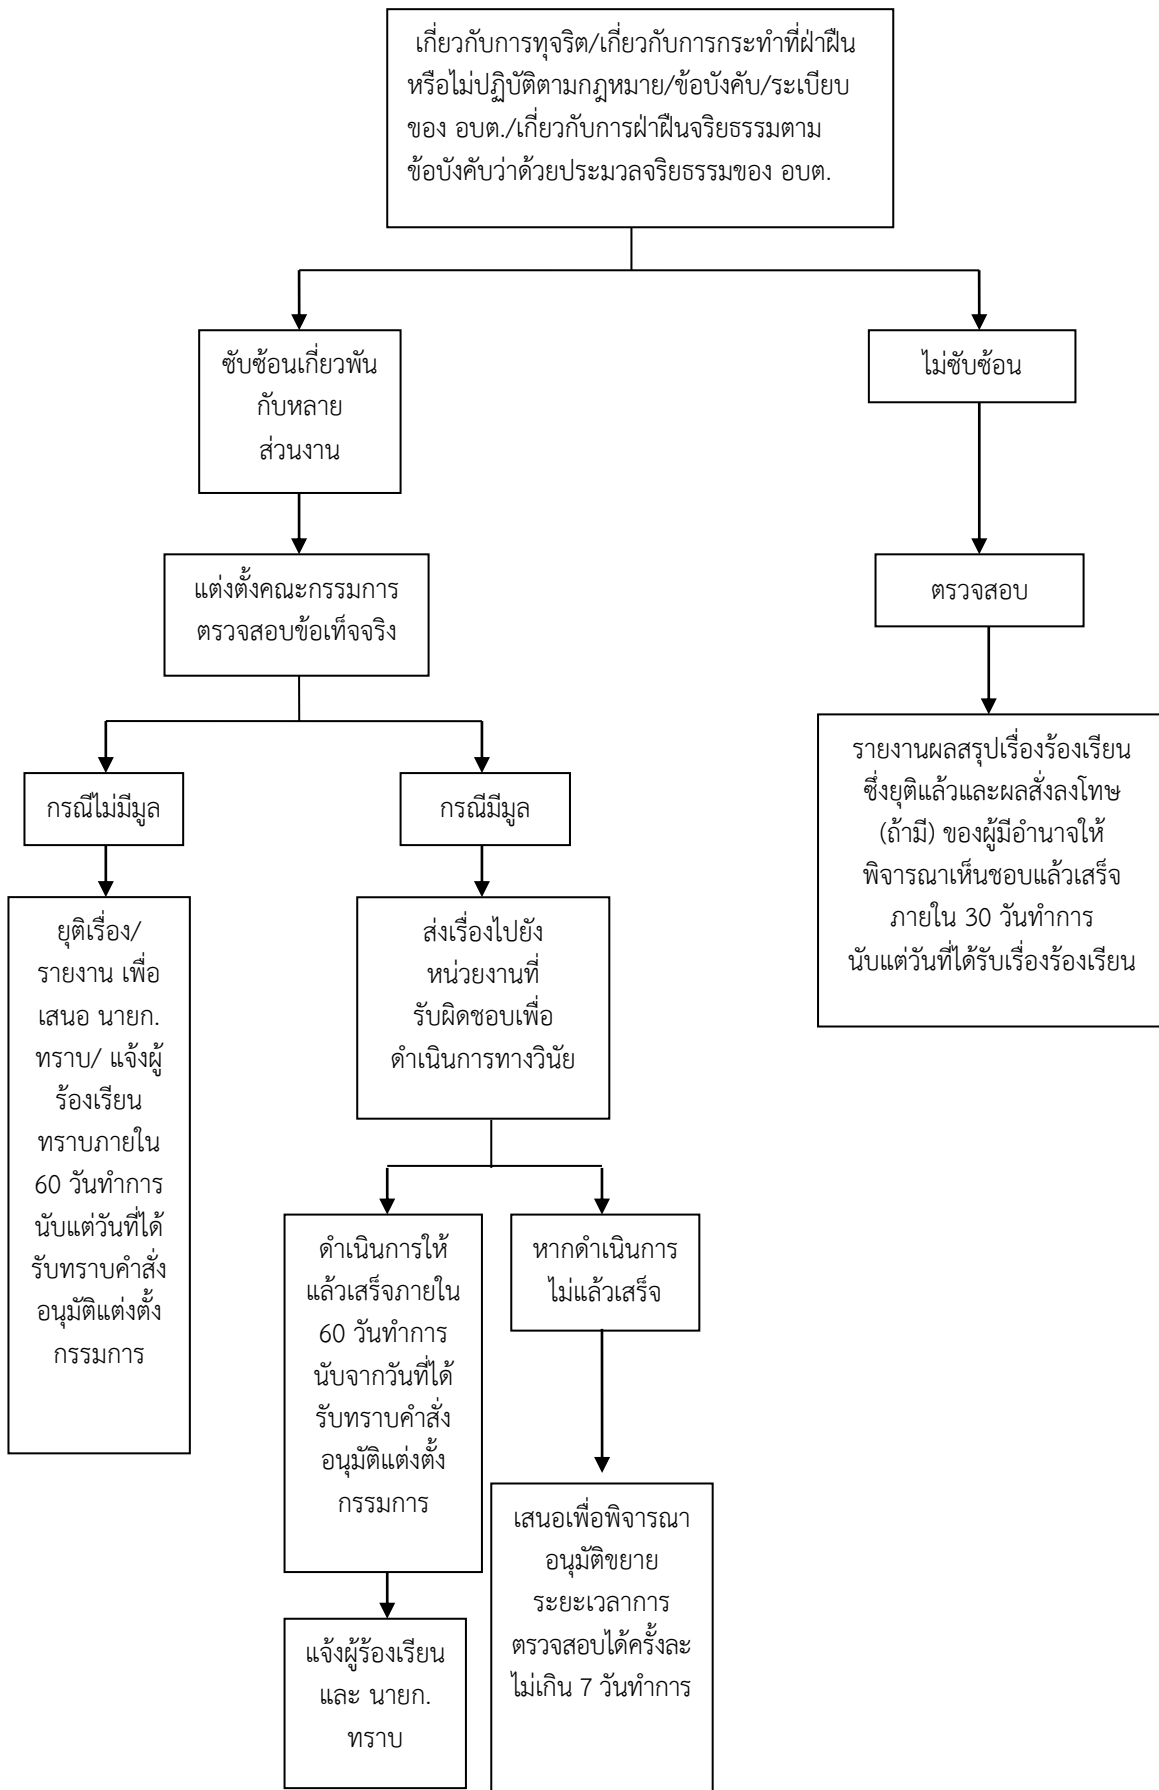 เกี่ยวกับการทุจริต/เกี่ยวกับการกระทำที่ฝ่าฝืน
หรือไม่ปฏิบัติตามกฎหมาย/ข้อบังคับ/ระเบียบ
ของ อบต./เกี่ยวกับการฝ่าฝืนจริยธรรมตาม
ข้อบังคับว่าด้วยประมวลจริยธรรมของ อบต.
ซับซ้อนเกี่ยวพัน
กับหลาย
ส่วนงาน
ไม่ซับซ้อน
แต่งตั้งคณะกรรมการ
ตรวจสอบข้อเท็จจริง
ตรวจสอบ
กรณีไม่มีมูล
กรณีมีมูล
รายงานผลสรุปเรื่องร้องเรียน
ซึ่งยุติแล้วและผลสั่งลงโทษ
(ถ้ามี) ของผู้มีอำนาจให้
พิจารณาเห็นชอบแล้วเสร็จ
ภายใน 30 วันทำการ
นับแต่วันที่ได้รับเรื่องร้องเรียน
ยุติเรื่อง/
รายงาน เพื่อ
เสนอ นายก.
ทราบ/ แจ้งผู้
ร้องเรียน
ทราบภายใน
60 วันทำการ
นับแต่วันที่ได้
รับทราบคำสั่ง
อนุมัติแต่งตั้ง
กรรมการ
ส่งเรื่องไปยัง
หน่วยงานที่
รับผิดชอบเพื่อ
ดำเนินการทางวินัย
ดำเนินการให้
แล้วเสร็จภายใน
60 วันทำการ
นับจากวันที่ได้
รับทราบคำสั่ง
อนุมัติแต่งตั้ง
กรรมการ
หากดำเนินการ
ไม่แล้วเสร็จ
เสนอเพื่อพิจารณา
อนุมัติขยาย
ระยะเวลาการ
ตรวจสอบได้ครั้งละ
ไม่เกิน 7 วันทำการ
แจ้งผู้ร้องเรียน
และ นายก.
ทราบ